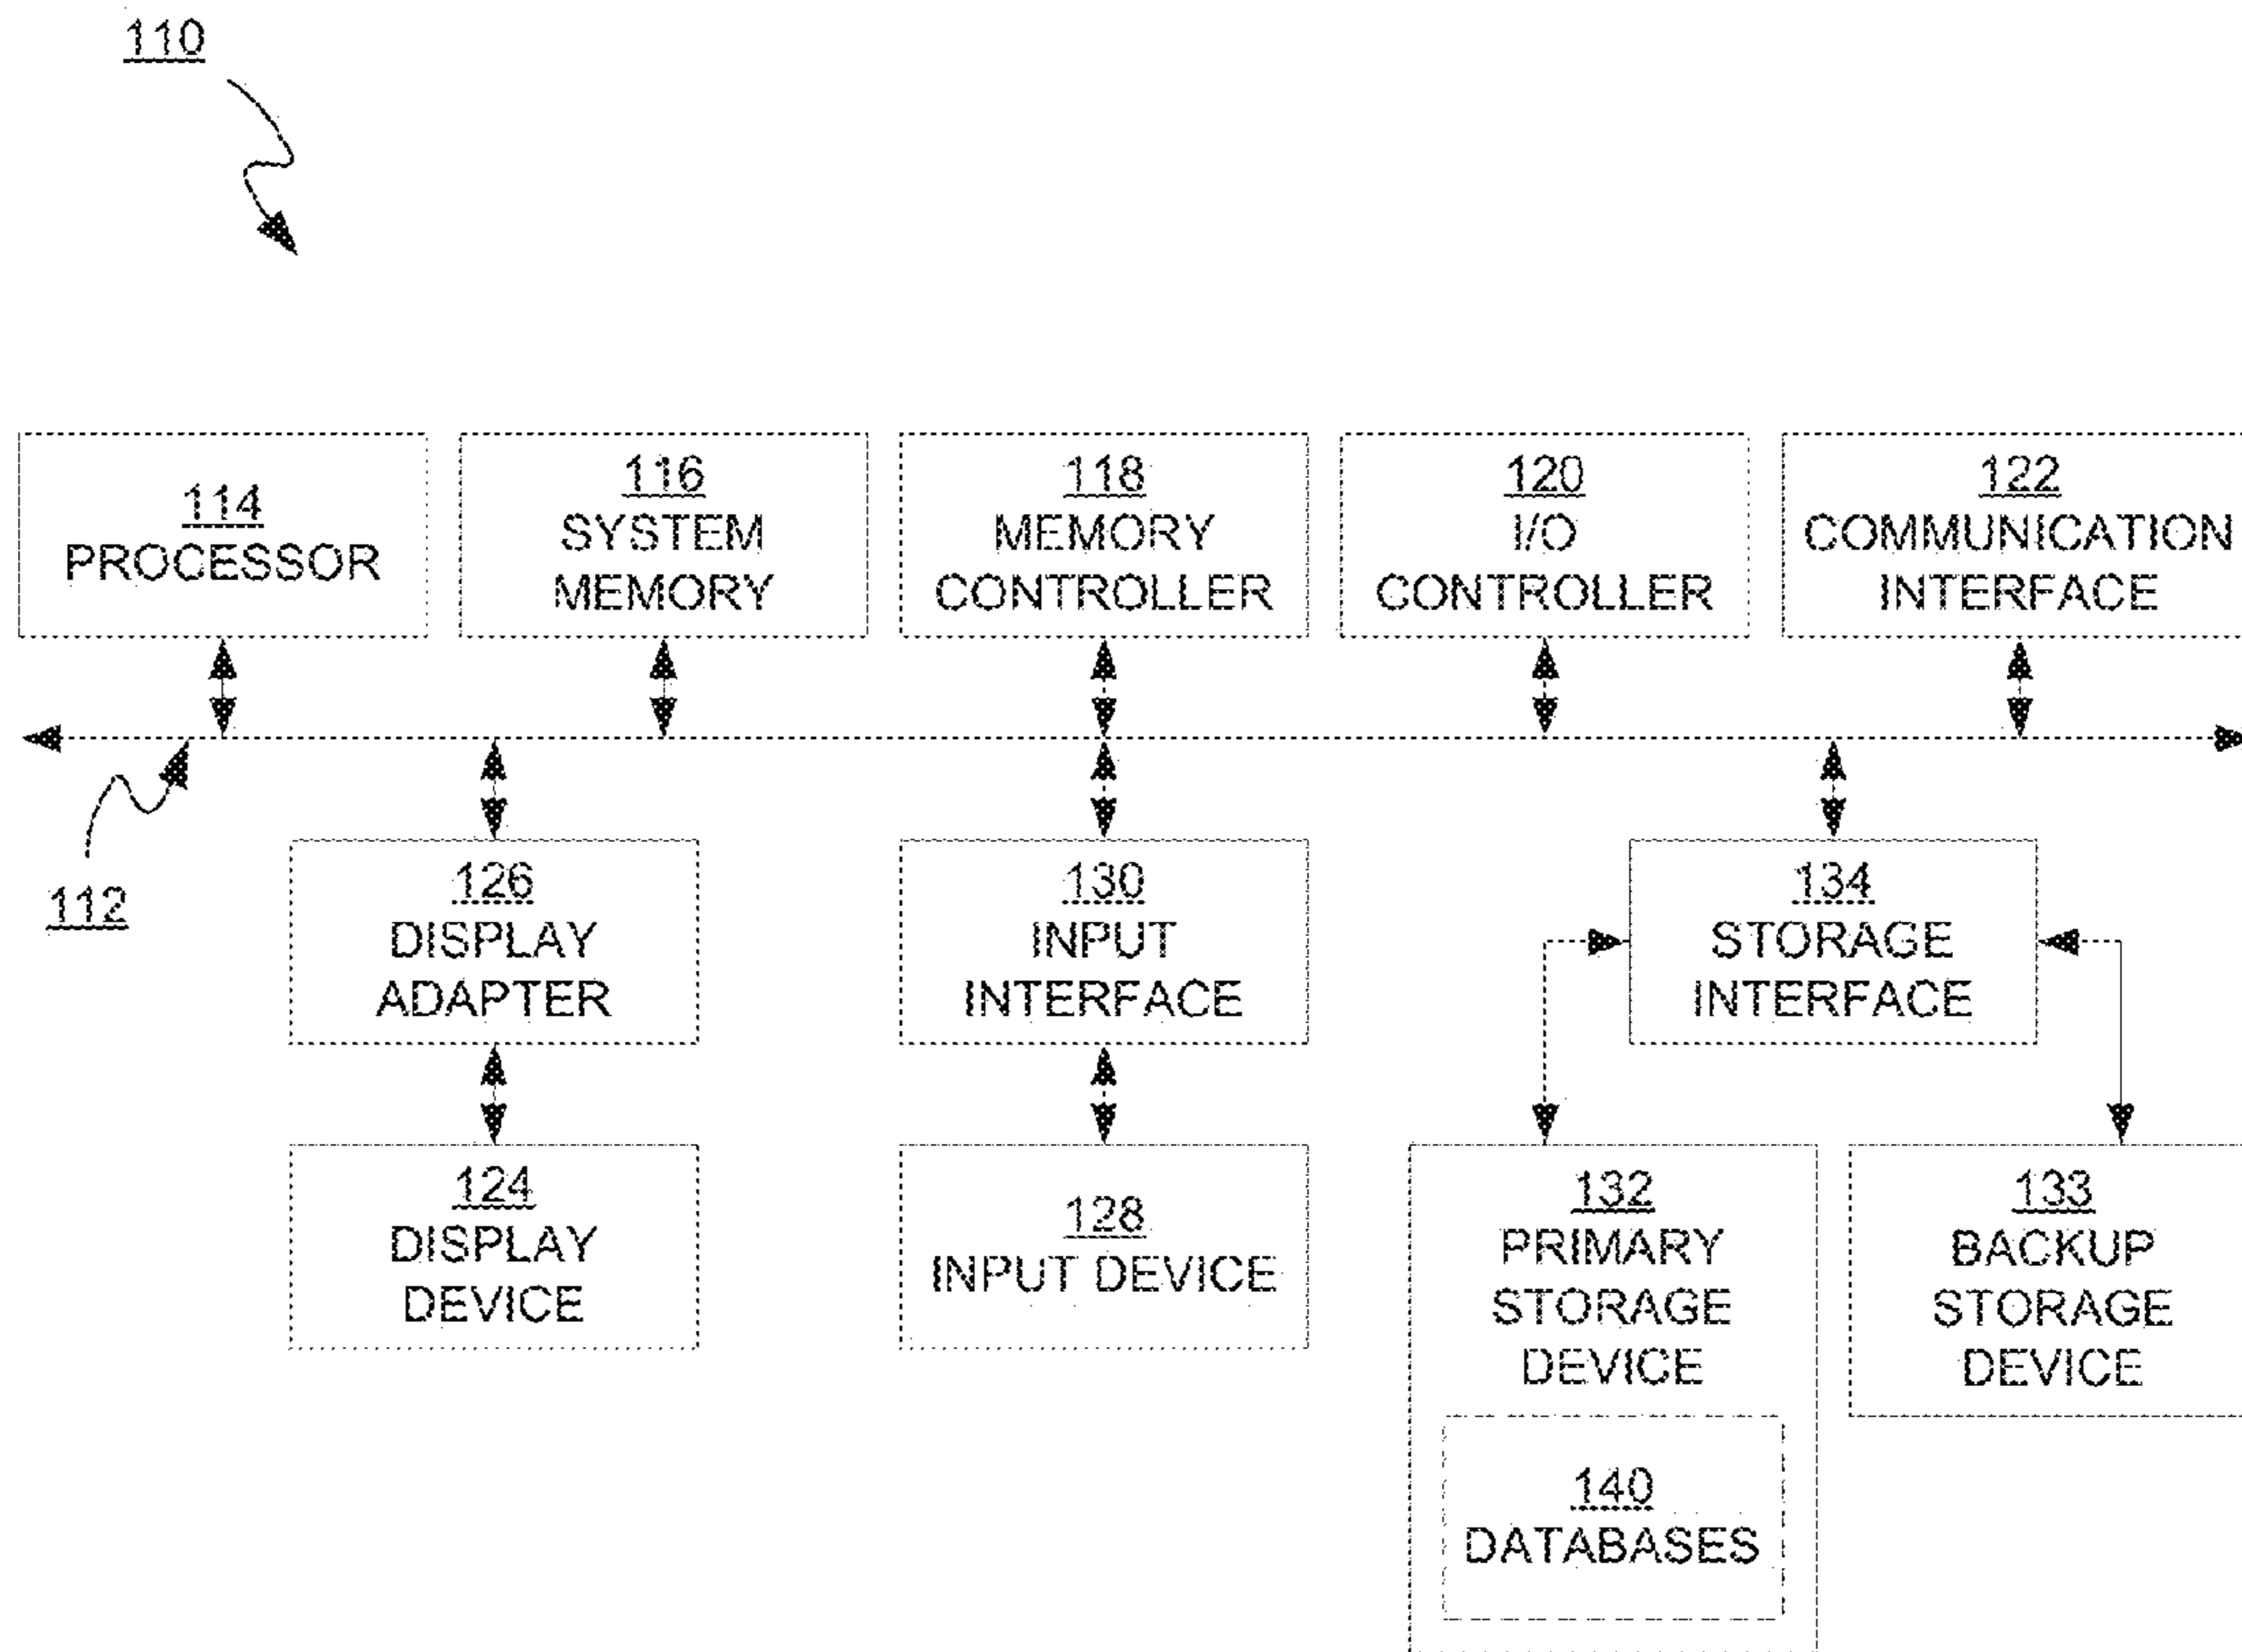 110
114
PROCESSOR
116
SYSTEM
MEMORY
118
MEMORY
CONTROLLER
120
I/O
CONTROLLER
122
COMMUNICATION
INTERFACE
112
126
DISPLAY
ADAPTER
130
INPUT
INTERFACE
134
STORAGE
INTERFACE
124
DISPLAY
DEVICE
128
INPUT DEVICE
132
PRIMARY
STORAGE
DEVICE
133
BACKUP
STORAGE
DEVICE
140
DATABASES